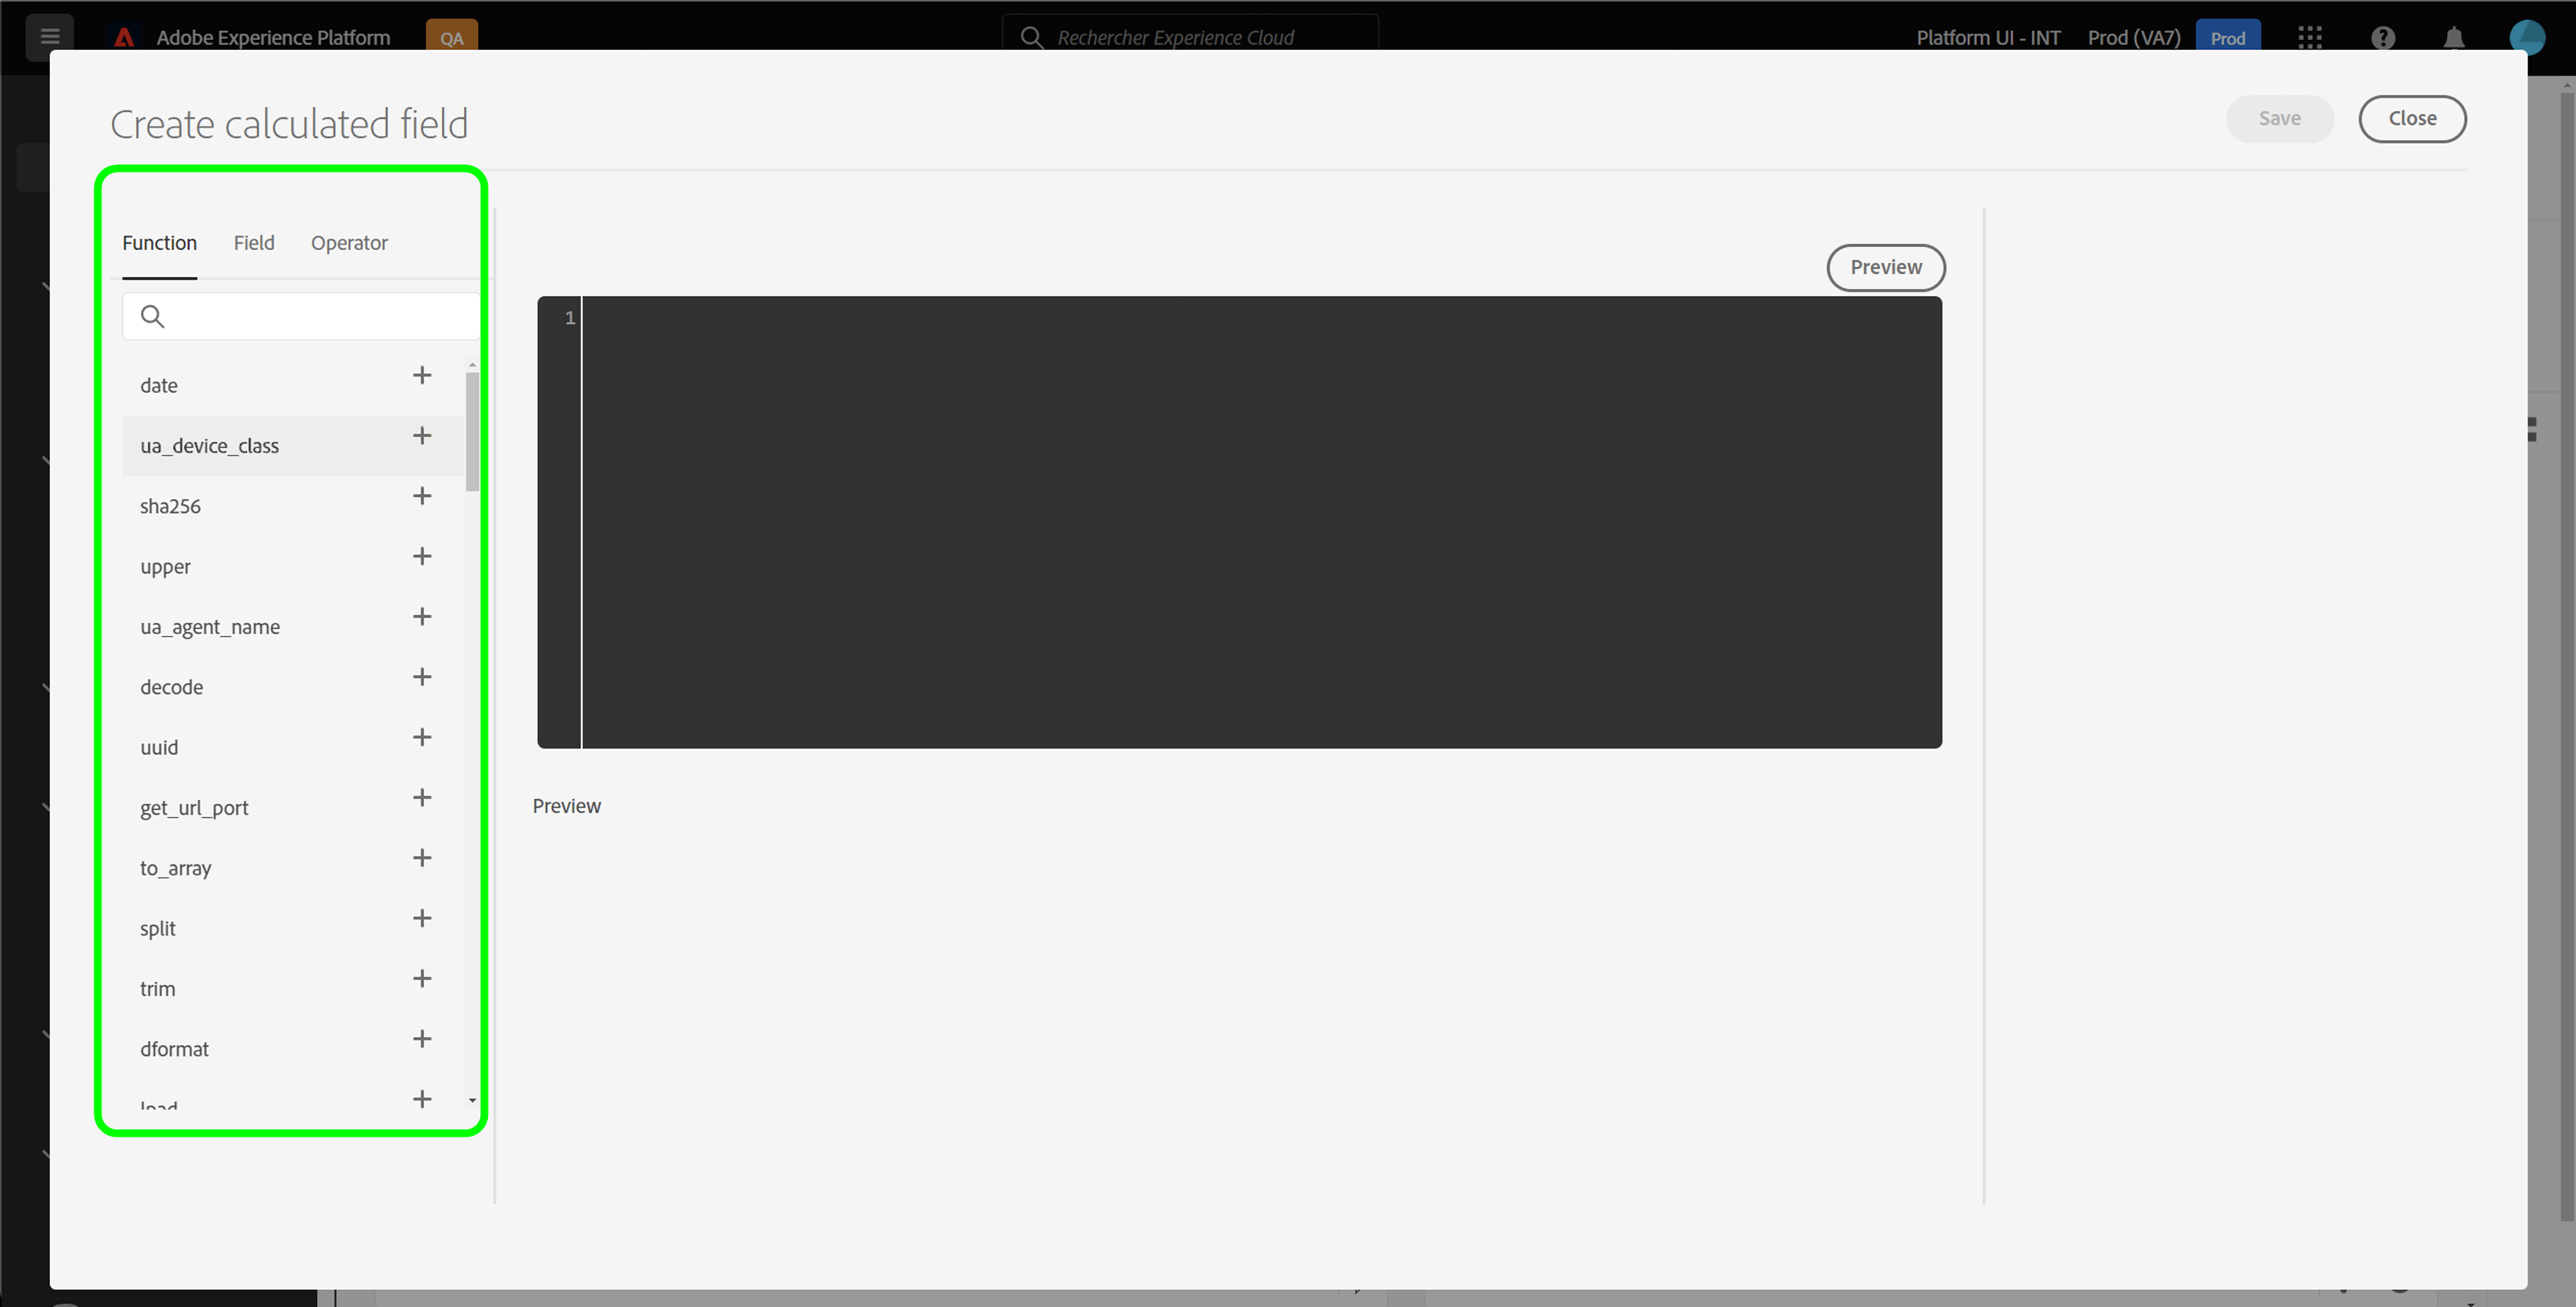 Adobe Experience Platform QA Rechercher Experience Cloud Platform UI - INT Prod (VA7) Prod
Create calculated field
Save Close
Function Field Operator
Preview
1
date
ua_device_class
sha256
upper
ua_agent_name
decode
uuid
get_url_port
to_array
split
trim
dformat
lpad
Preview